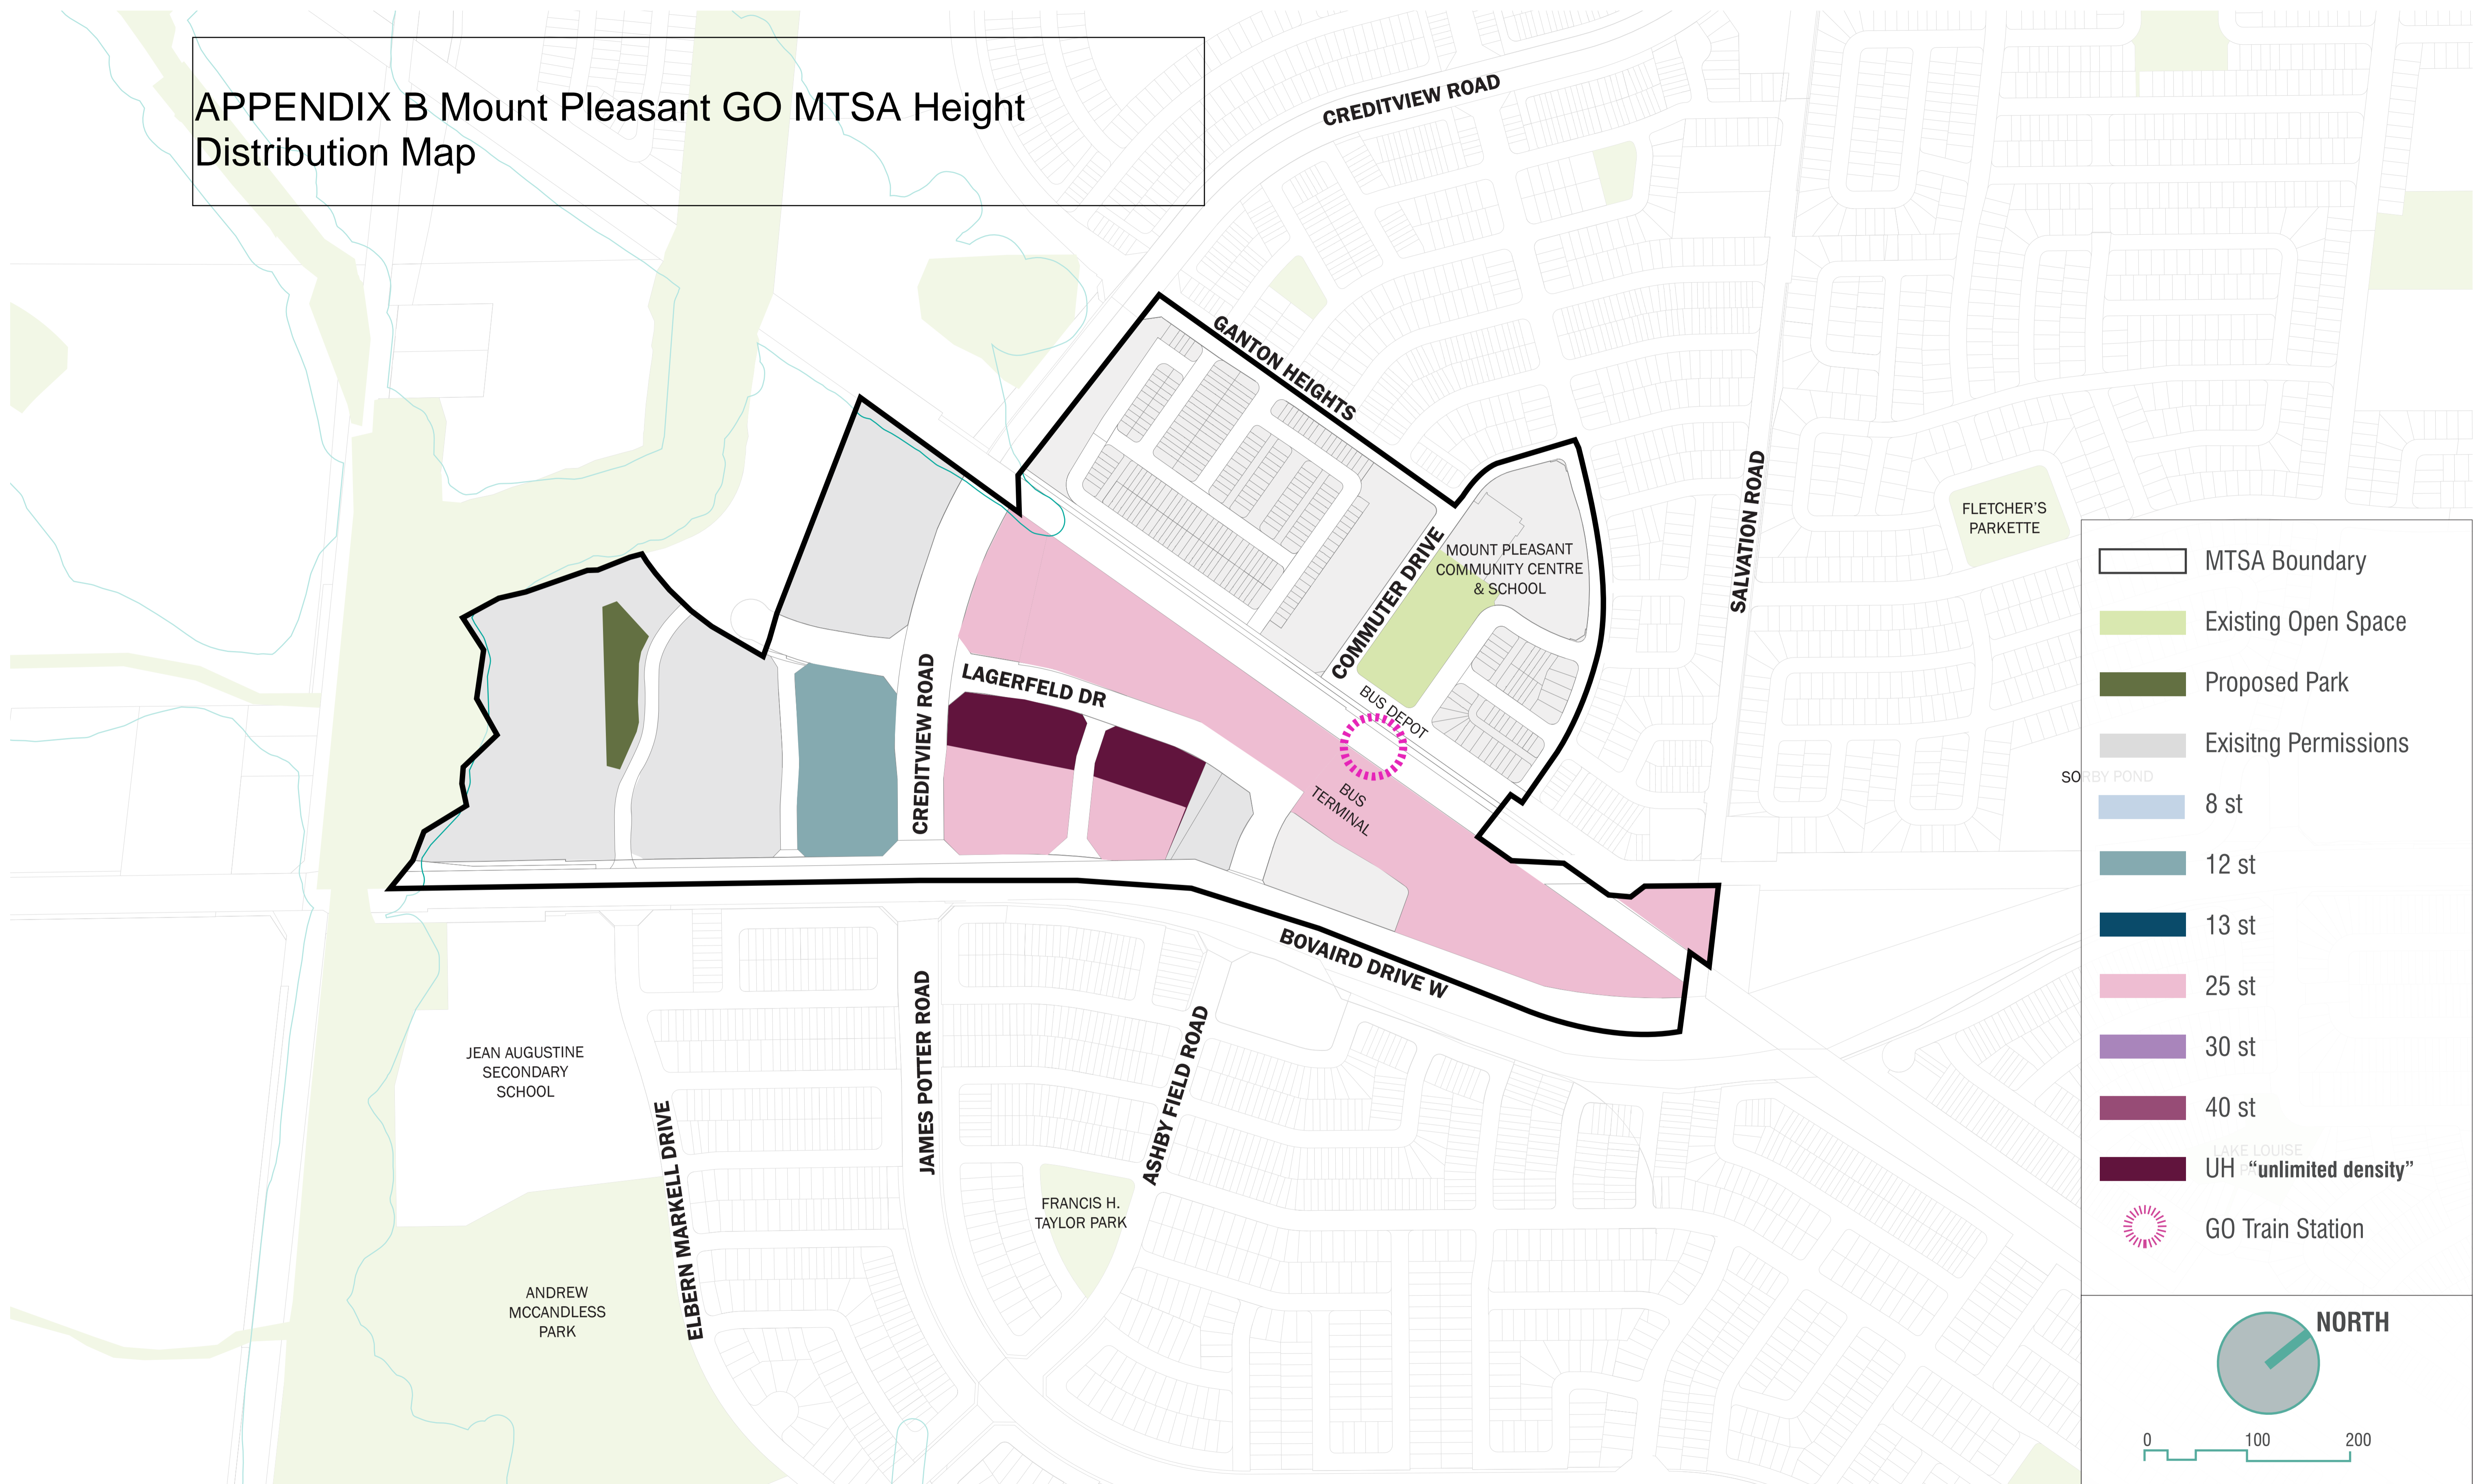 APPENDIX B Mount Pleasant GO MTSA Height
Distribution Map
CREDITVIEW ROAD
GANTON HEIGHTS
SALVATION ROAD
COMMUTER DRIVE
MOUNT PLEASANT
COMMUNITY CENTRE
& SCHOOL
FLETCHER'S
PARKETTE
LAGERFELD DR
CREDITVIEW ROAD
BUS DEPOT
BUS
TERMINAL
SORBY POND
BOVAIRD DRIVE W
JEAN AUGUSTINE
SECONDARY
SCHOOL
JAMES POTTER ROAD
ASHBY FIELD ROAD
ELBERN MARKELL DRIVE
FRANCIS H.
TAYLOR PARK
ANDREW
MCCANDLESS
PARK
MTSA Boundary
Existing Open Space
Proposed Park
Exisitng Permissions
8 st
12 st
13 st
25 st
30 st
40 st
LAKE LOUISE
UH “unlimited density”
GO Train Station
NORTH
0 100 200